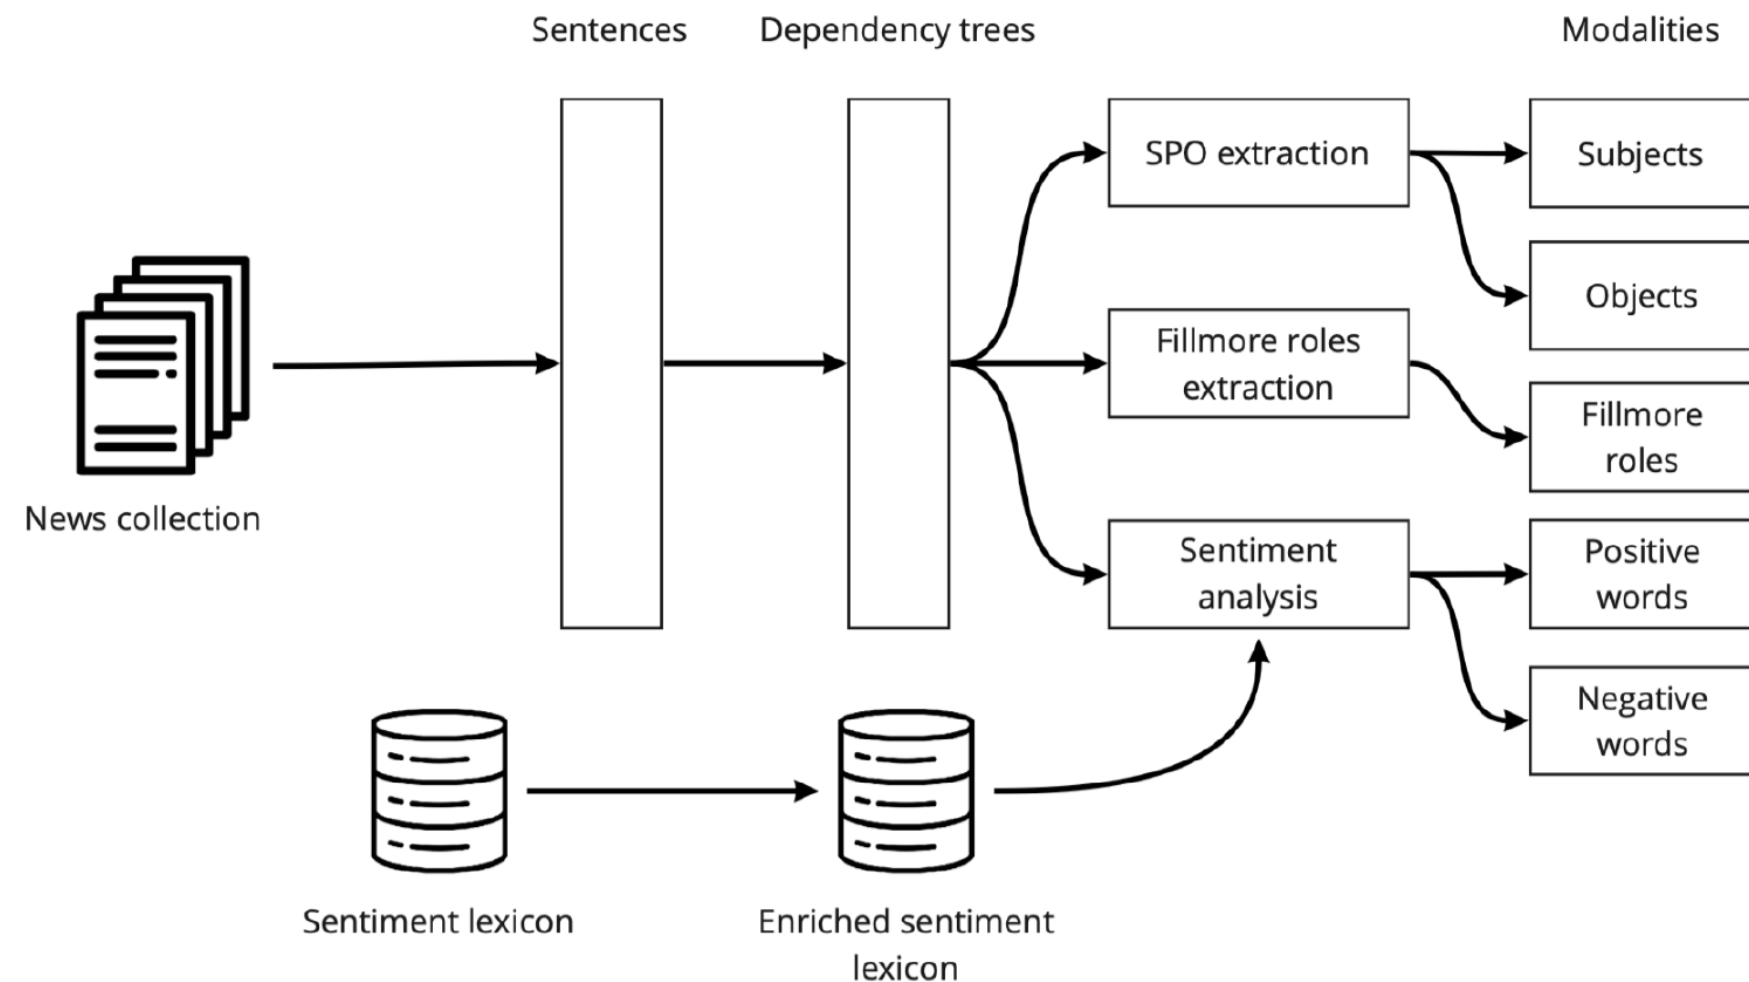 Sentences
Dependency trees
Modalities
SPO extraction
Subjects
Objects
Fillmore roles
extraction
Fillmore
roles
News collection
Sentiment
analysis
Positive
words
Negative
words
Sentiment lexicon
Enriched sentiment
lexicon